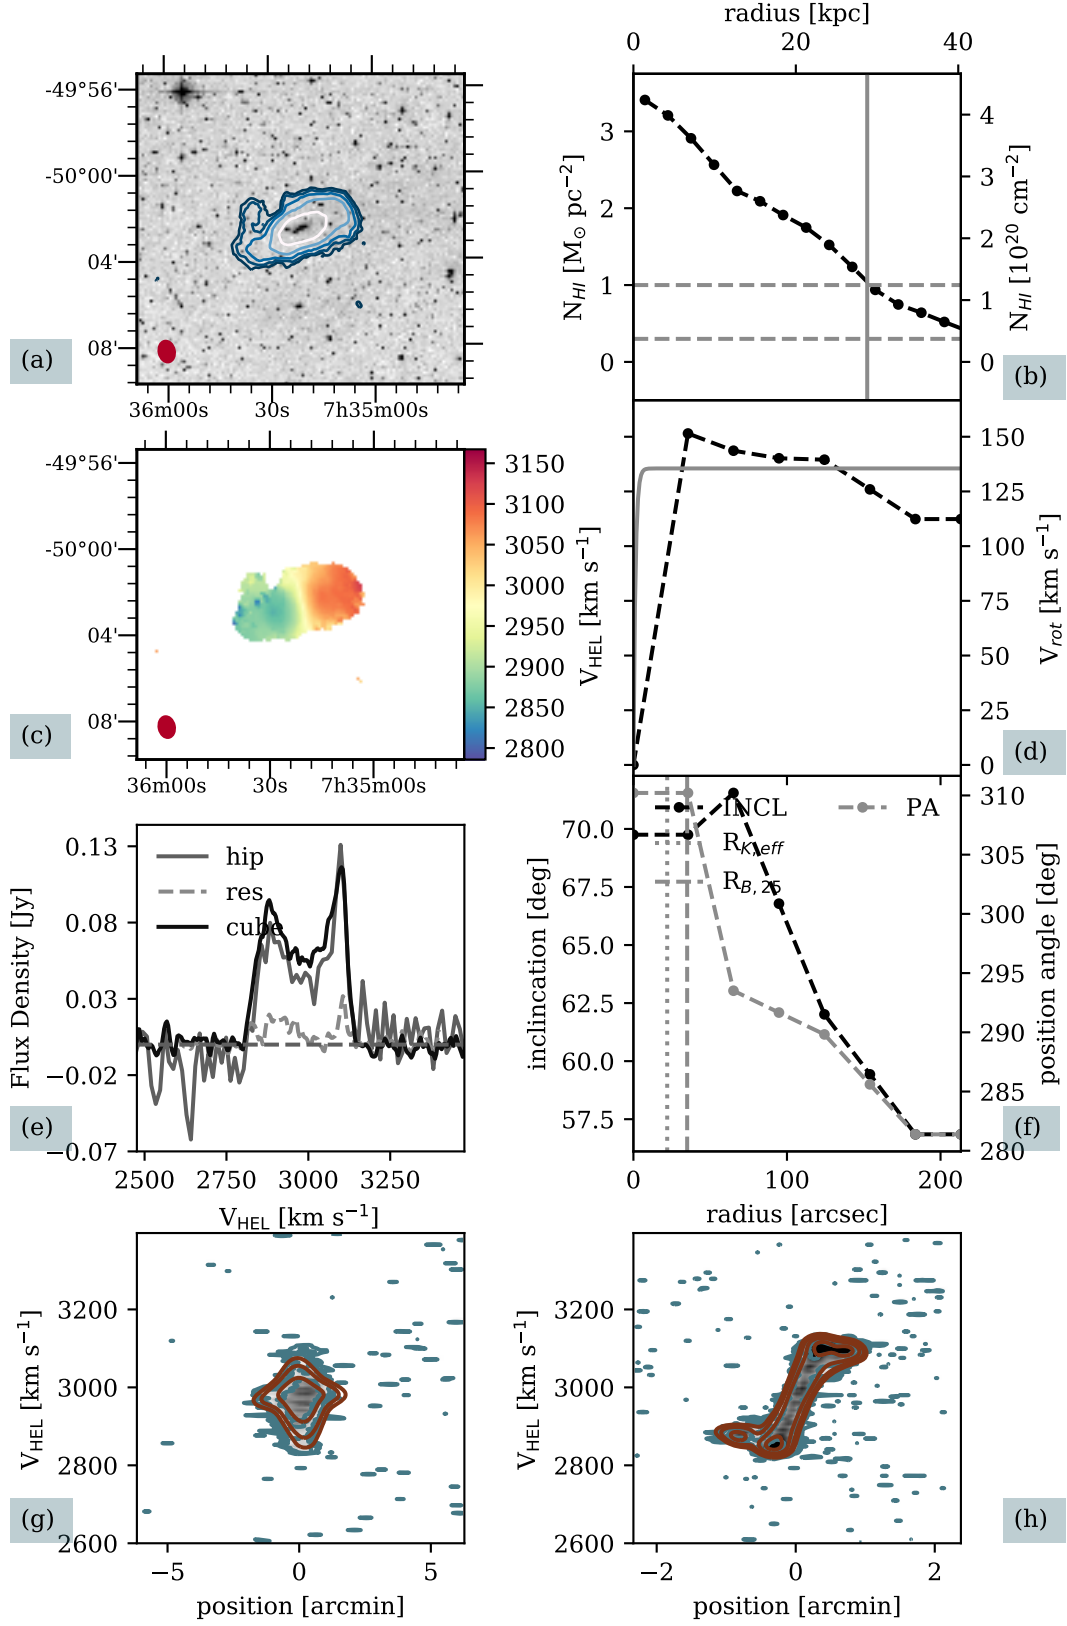 radius [kpc]
0 20 40
-49°56'
-50°00'
04'
08'
36m00s 30s 7h35m00s
(a)
3
2
1
0
N_HI [M⊙ pc⁻²]
4
3
2
1
0
N_HI [10²⁰ cm⁻²]
(b)
-49°56'
-50°00'
04'
08'
36m00s 30s 7h35m00s
(c)
3150
3100
3050
3000
2950
2900
2850
2800
V_HEL [km s⁻¹]
150
125
100
75
50
25
0
V_rot [km s⁻¹]
(d)
0.13
0.08
0.03
−0.02
−0.07
Flux Density [Jy]
hip
res
cube
(e)
2500 2750 3000 3250
V_HEL [km s⁻¹]
70.0
67.5
65.0
62.5
60.0
57.5
inclincation [deg]
INCL
R_K,eff
R_B,25
PA
310
305
300
295
290
285
280
position angle [deg]
(f)
0 100 200
radius [arcsec]
3200
3000
2800
2600
V_HEL [km s⁻¹]
(g)
−5 0 5
position [arcmin]
3200
3000
2800
2600
V_HEL [km s⁻¹]
(h)
−2 0 2
position [arcmin]